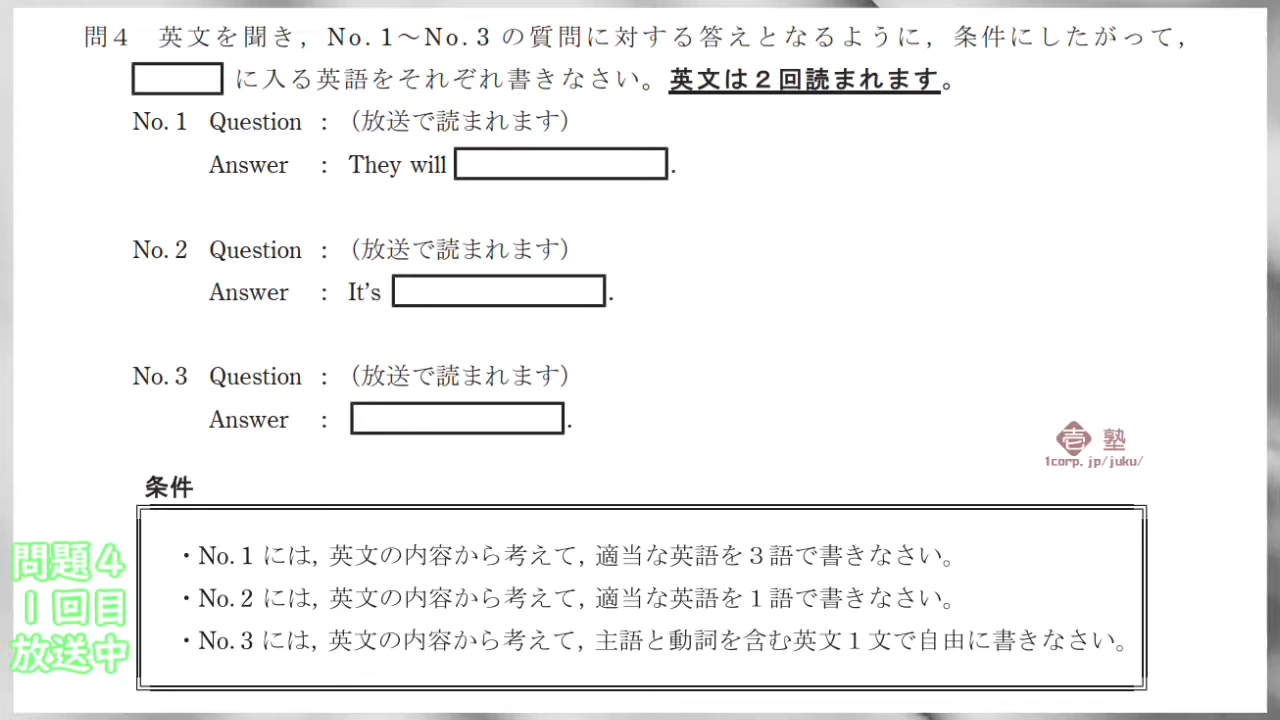 問4 英文を聞き，No.1～No.3の質問に対する答えとなるように，条件にしたがって，
に入る英語をそれぞれ書きなさい。英文は2回読まれます。
No.1 Question : （放送で読まれます）
Answer : They will .
No.2 Question : （放送で読まれます）
Answer : It's .
No.3 Question : （放送で読まれます）
Answer : .
壱 塾
1corp.jp/juku/
条件
・No.1 には, 英文の内容から考えて, 適当な英語を3語で書きなさい。
・No.2 には, 英文の内容から考えて, 適当な英語を1語で書きなさい。
・No.3 には, 英文の内容から考えて, 主語と動詞を含む英文1文で自由に書きなさい。
問題4
1回目
放送中